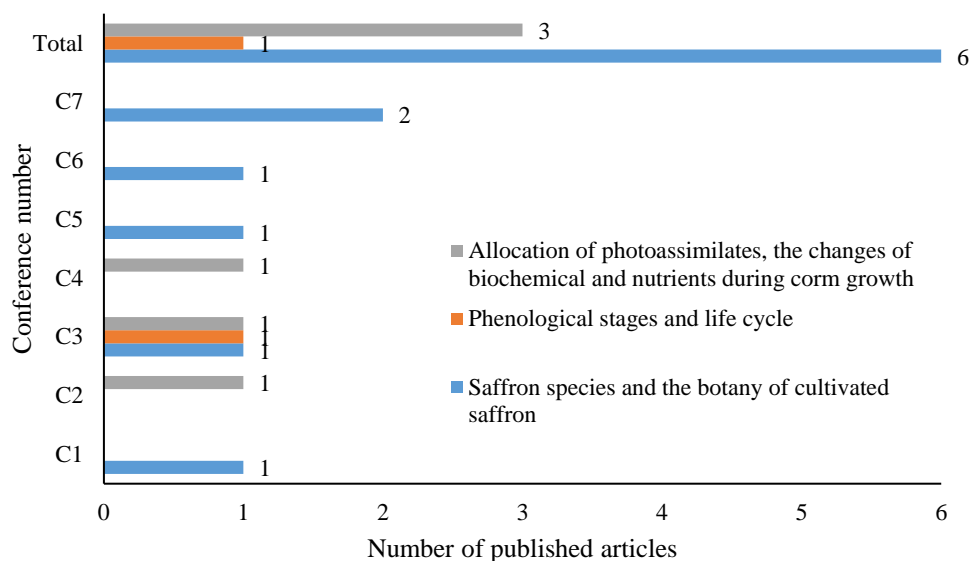 Total
3
1
6
C7
2
C6
1
C5
1
C4
1
C3
1
1
1
C2
1
C1
1
Conference number
Allocation of photoassimilates, the changes of
biochemical and nutrients during corm growth
Phenological stages and life cycle
Saffron species and the botany of cultivated
saffron
0 1 2 3 4 5 6
Number of published articles